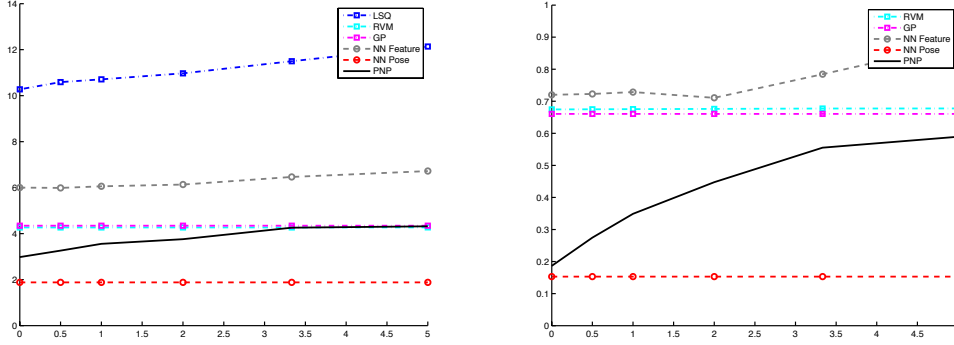 14
12
10
8
6
4
2
0
0 0.5 1 1.5 2 2.5 3 3.5 4 4.5 5
LSQ
RVM
GP
NN Feature
NN Pose
PNP
1
0.9
0.8
0.7
0.6
0.5
0.4
0.3
0.2
0.1
0
0 0.5 1 1.5 2 2.5 3 3.5 4 4.5
RVM
GP
NN Feature
NN Pose
PNP